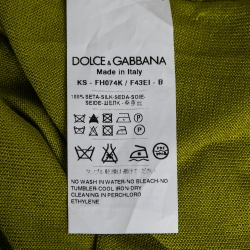 DOLCE & GABBANA
Made in Italy
KS - FH074K / F43EI - B
100% SETA-SILK-SEDA-SOIE-
SEIDE-ШЕЛК-
NO WASH IN WATER-NO BLEACH-NO
TUMBLER-COOL IRON-DRY
CLEANING IN PERCHLORO
ETHYLENE